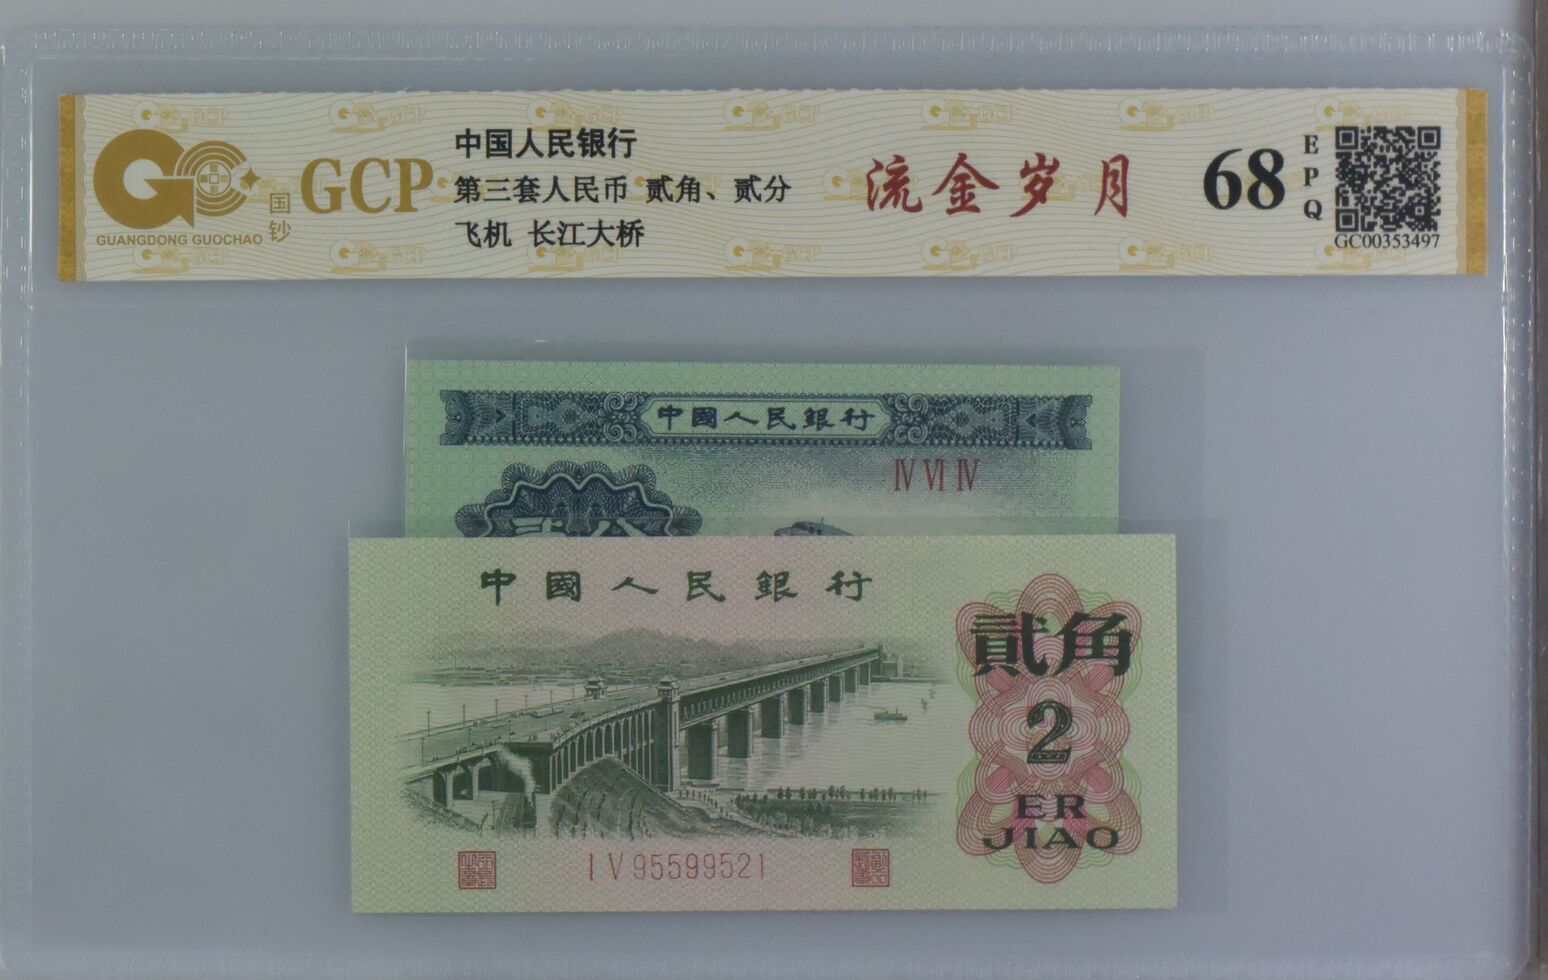 国钞
GUANGDONG GUOCHAO
GCP
中国人民银行
第三套人民币 贰角、贰分
飞机 长江大桥
流金岁月
68
EPQ
GC00353497
中國人民銀行
Ⅳ Ⅵ Ⅳ
中國人民銀行
貳角
2
ER
JIAO
I V 95599521